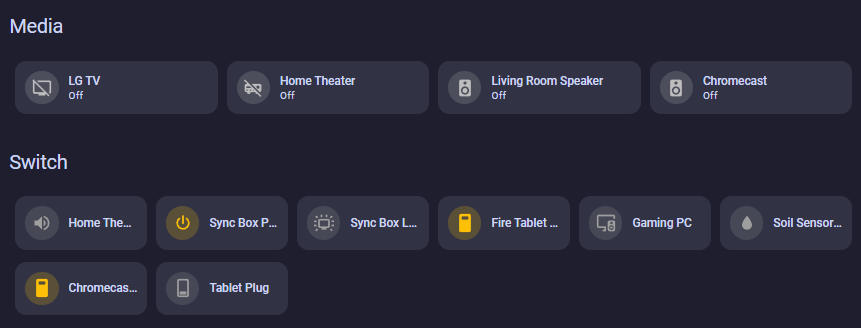 Media
LG TV
Off
Home Theater
Off
Living Room Speaker
Off
Chromecast
Off
Switch
Home The...
Sync Box P...
Sync Box L...
Fire Tablet ...
Gaming PC
Soil Sensor...
Chromecas...
Tablet Plug